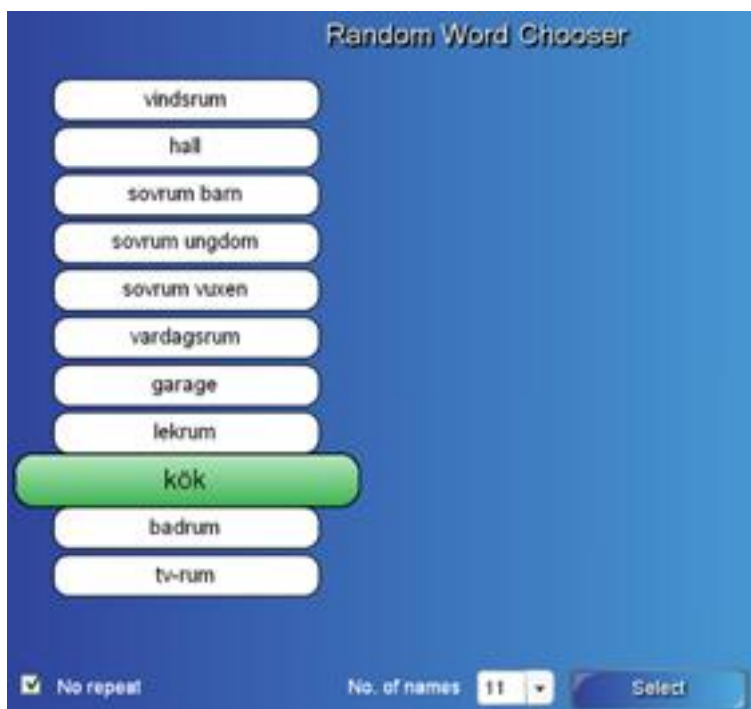 Random Word Chooser
vindsrum
hall
sovrum barn
sovrum ungdom
sovrum vuxen
vardagsrum
garage
lekrum
kök
badrum
tv-rum
No repeat No. of names 11 Select